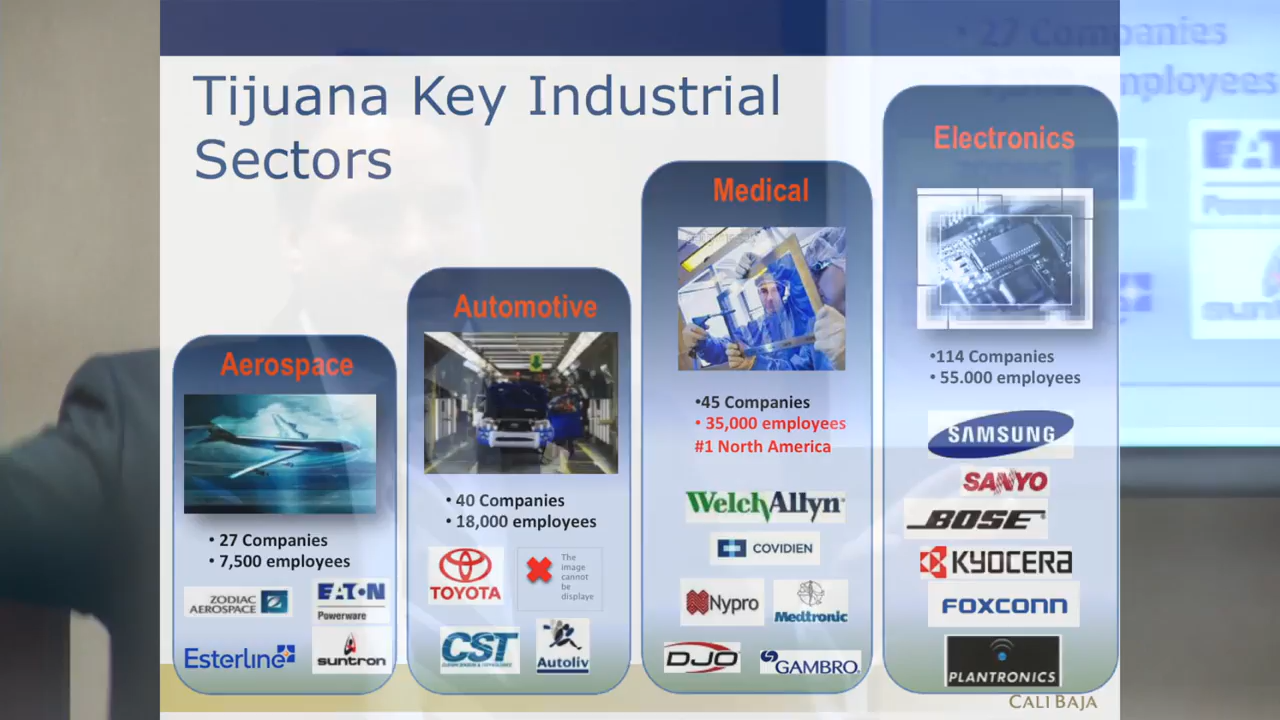 Tijuana Key Industrial
Sectors
Aerospace
• 27 Companies
• 7,500 employees
ZODIAC
AEROSPACE
EATON
Powerware
Esterline
suntron
Automotive
• 40 Companies
• 18,000 employees
TOYOTA
The
image
cannot
be
displaye
CST
Autoliv
Medical
•45 Companies
• 35,000 employees
#1 North America
WelchAllyn
COVIDIEN
Nypro
Medtronic
DJO
GAMBRO
Electronics
•114 Companies
• 55.000 employees
SAMSUNG
SANYO
BOSE
KYOCERA
FOXCONN
PLANTRONICS
CALI BAJA
• 27 Companies
mployees
EAT